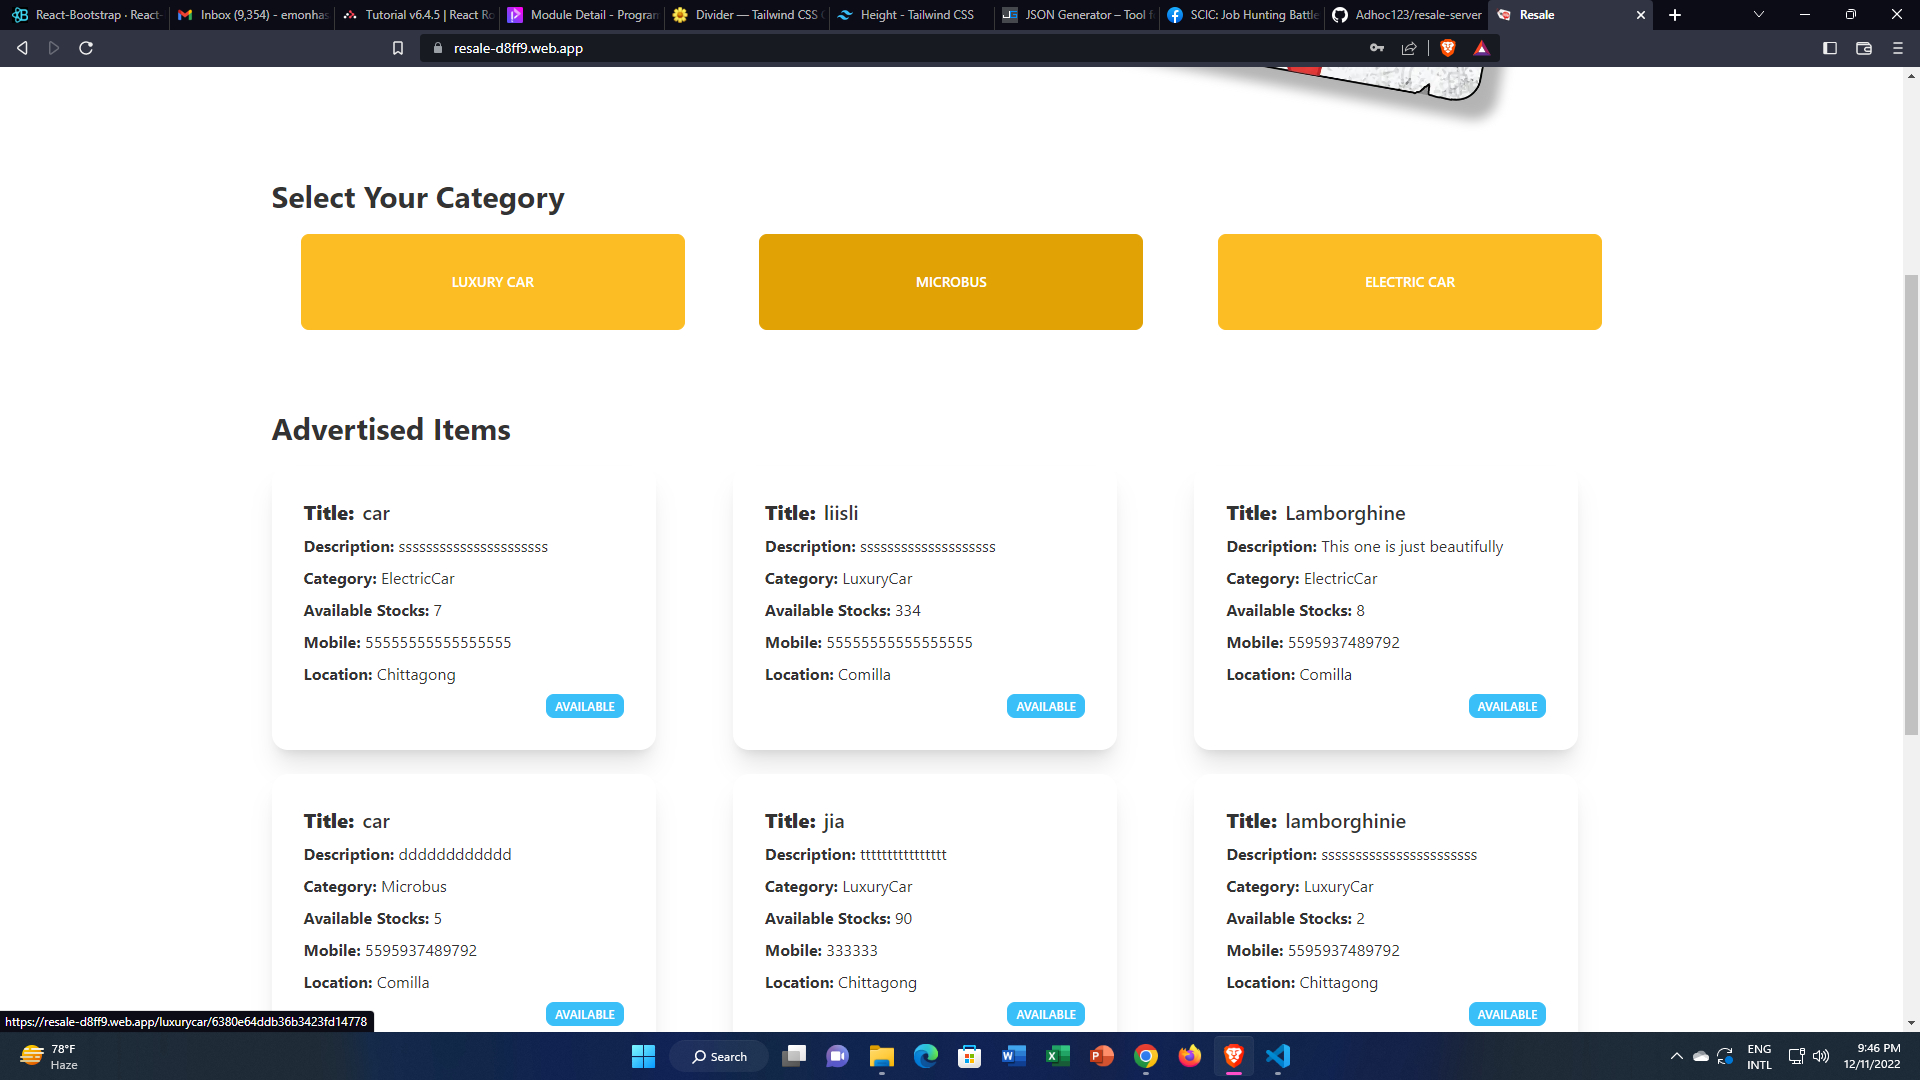 React-Bootstrap · React-
Inbox (9,354) - emonhas
Tutorial v6.4.5 | React Ro
Module Detail - Program
Divider — Tailwind CSS C
Height - Tailwind CSS
JSON Generator – Tool f
SCIC: Job Hunting Battle
Adhoc123/resale-server
Resale
resale-d8ff9.web.app
Select Your Category
LUXURY CAR
MICROBUS
ELECTRIC CAR
Advertised Items
Title: car
Description: ssssssssssssssssssssss
Category: ElectricCar
Available Stocks: 7
Mobile: 55555555555555555
Location: Chittagong
AVAILABLE
Title: liisli
Description: ssssssssssssssssssss
Category: LuxuryCar
Available Stocks: 334
Mobile: 55555555555555555
Location: Comilla
AVAILABLE
Title: Lamborghine
Description: This one is just beautifully
Category: ElectricCar
Available Stocks: 8
Mobile: 5595937489792
Location: Comilla
AVAILABLE
Title: car
Description: ddddddddddddd
Category: Microbus
Available Stocks: 5
Mobile: 5595937489792
Location: Comilla
AVAILABLE
Title: jia
Description: tttttttttttttttt
Category: LuxuryCar
Available Stocks: 90
Mobile: 333333
Location: Chittagong
AVAILABLE
Title: lamborghinie
Description: sssssssssssssssssssssss
Category: LuxuryCar
Available Stocks: 2
Mobile: 5595937489792
Location: Chittagong
AVAILABLE
https://resale-d8ff9.web.app/luxurycar/6380e64ddb36b3423fd14778
78°F
Haze
Search
ENG
INTL
9:46 PM
12/11/2022